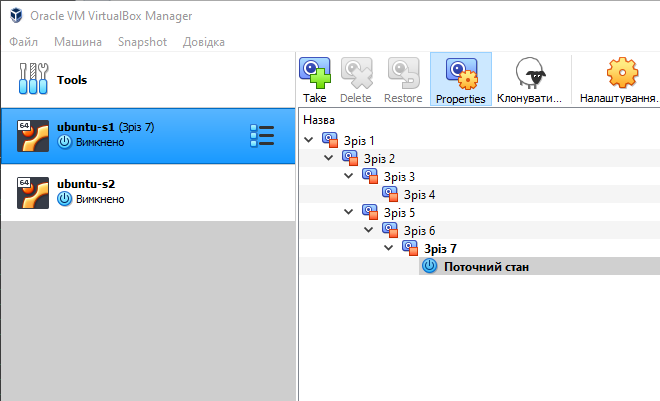 Oracle VM VirtualBox Manager
Файл Машина Snapshot Довідка
Tools
64 ubuntu-s1 (Зріз 7)
Вимкнено
64 ubuntu-s2
Вимкнено
Take Delete Restore Properties Клонувати... Налаштування...
Назва
Зріз 1
Зріз 2
Зріз 3
Зріз 4
Зріз 5
Зріз 6
Зріз 7
Поточний стан